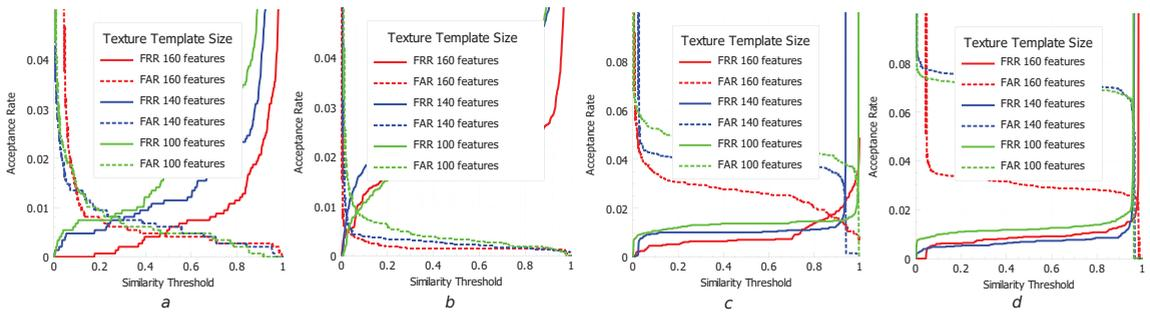 Texture Template Size
FRR 160 features
FAR 160 features
FRR 140 features
FAR 140 features
FRR 100 features
FAR 100 features
Acceptance Rate
0.04
0.03
0.02
0.01
0
0 0.2 0.4 0.6 0.8 1
Similarity Threshold
a
Texture Template Size
FRR 160 features
FAR 160 features
FRR 140 features
FAR 140 features
FRR 100 features
FAR 100 features
Acceptance Rate
0.04
0.03
0.02
0.01
0
0 0.2 0.4 0.6 0.8 1
Similarity Threshold
b
Texture Template Size
FRR 160 features
FAR 160 features
FRR 140 features
FAR 140 features
FRR 100 features
FAR 100 features
Acceptance Rate
0.08
0.06
0.04
0.02
0
0 0.2 0.4 0.6 0.8 1
Similarity Threshold
c
Texture Template Size
FRR 160 features
FAR 160 features
FRR 140 features
FAR 140 features
FRR 100 features
FAR 100 features
Acceptance Rate
0.08
0.06
0.04
0.02
0
0 0.2 0.4 0.6 0.8 1
Similarity Threshold
d